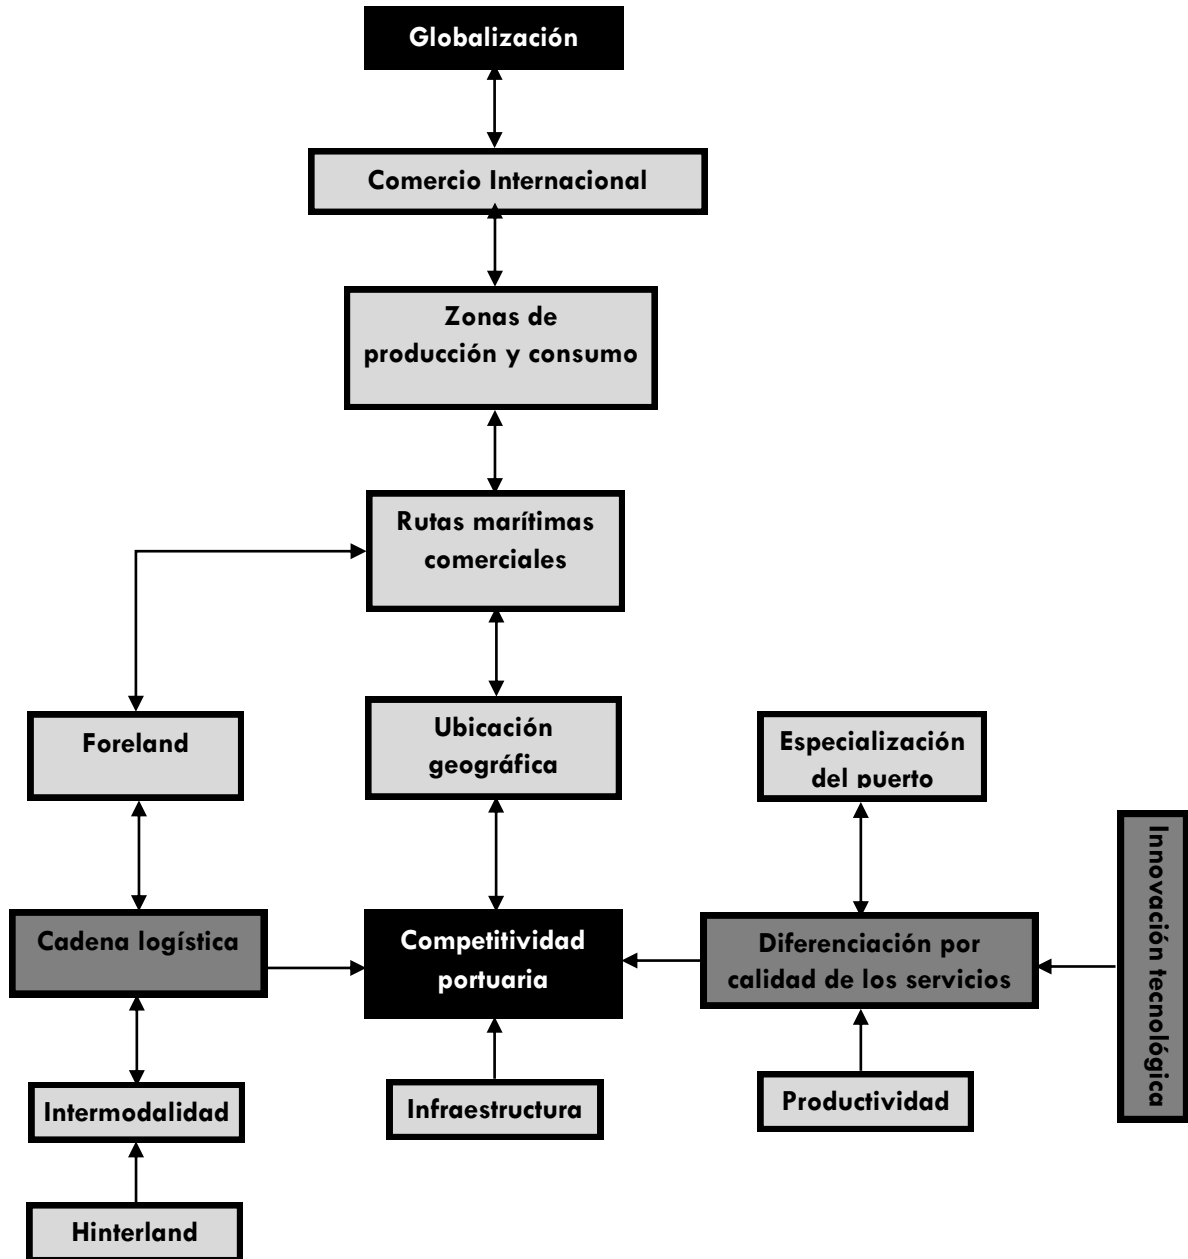 Globalización
Comercio Internacional
Zonas de
producción y consumo
Rutas marítimas
comerciales
Foreland
Ubicación
geográfica
Especialización
del puerto
Innovación tecnológica
Cadena logística
Competitividad
portuaria
Diferenciación por
calidad de los servicios
Intermodalidad
Infraestructura
Productividad
Hinterland